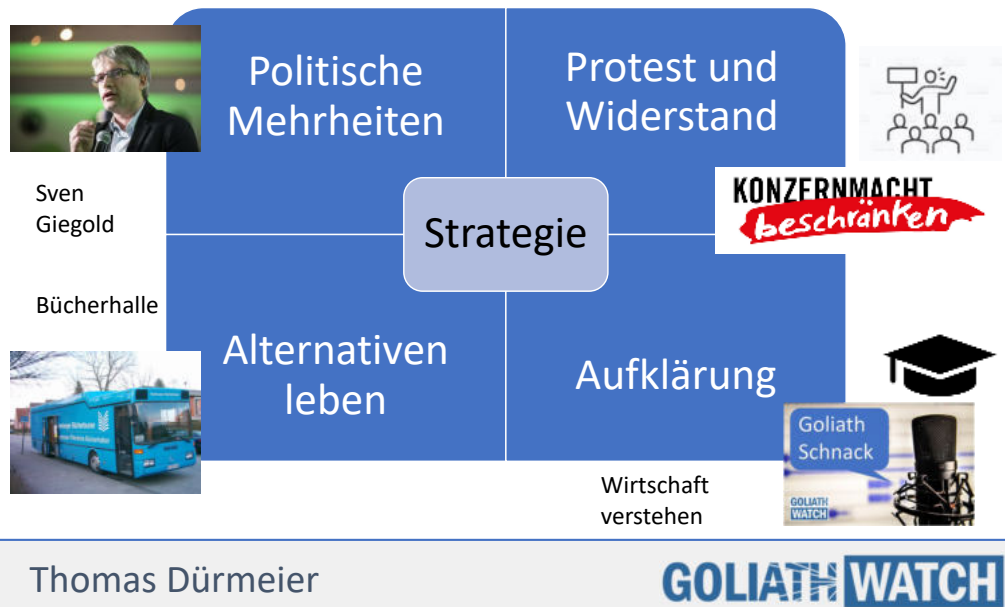 Politische
Mehrheiten
Protest und
Widerstand
Sven
Giegold
KONZERNMACHT
beschränken
Strategie
Bücherhalle
Alternativen
leben
Aufklärung
Goliath
Schnack
GOLIATH
WATCH
Wirtschaft
verstehen
Thomas Dürmeier
GOLIATH WATCH